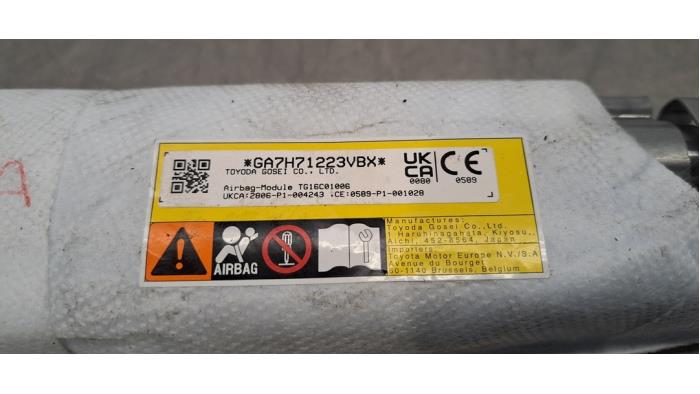 *GA7H71223VBX*
TOYODA GOSEI CO., LTD.
Airbag-Module TG16C01006
UKCA:2806-P1-004243 .CE:0589-P1-001028
UK
CA
0080
CE
0589
AIRBAG
Manufacturer:
Toyoda Gosei Co., Ltd.
1 Haruhinagahata, Kiyosu,
Aichi, 452-8564, Japan
Importers:
Toyota Motor Europe N.V./S.A
Avenue du Bourget
60-1140 Brussels, Belgium